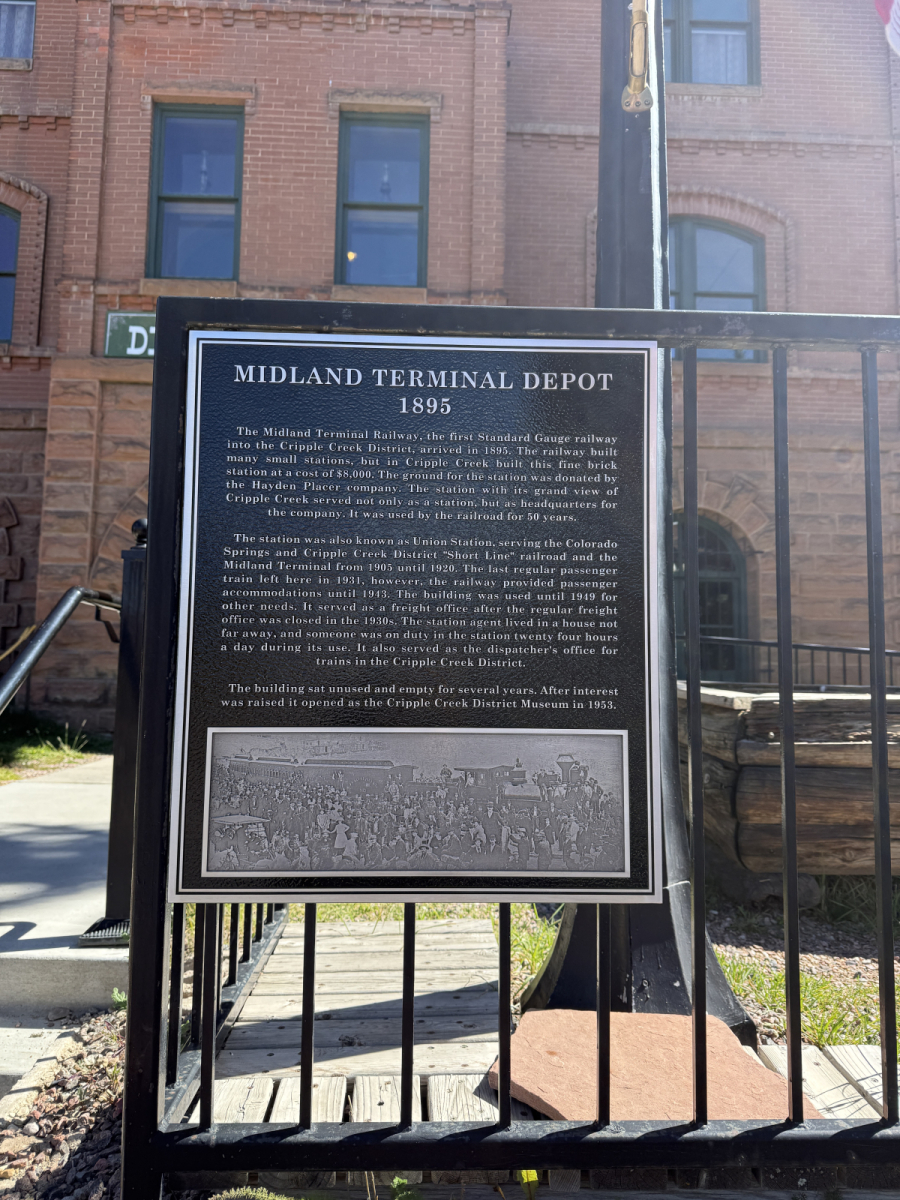 DI
MIDLAND TERMINAL DEPOT
1895
The Midland Terminal Railway, the first Standard Gauge railway
into the Cripple Creek District, arrived in 1895. The railway built
many small stations, but in Cripple Creek built this fine brick
station at a cost of $8,000. The ground for the station was donated by
the Hayden Placer company. The station with its grand view of
Cripple Creek served not only as a station, but as headquarters for
the company. It was used by the railroad for 50 years.
The station was also known as Union Station, serving the Colorado
Springs and Cripple Creek District "Short Line" railroad and the
Midland Terminal from 1905 until 1920. The last regular passenger
train left here in 1931, however, the railway provided passenger
accommodations until 1943. The building was used until 1949 for
other needs. It served as a freight office after the regular freight
office was closed in the 1930s. The station agent lived in a house not
far away, and someone was on duty in the station twenty four hours
a day during its use. It also served as the dispatcher's office for
trains in the Cripple Creek District.
The building sat unused and empty for several years. After interest
was raised it opened as the Cripple Creek District Museum in 1953.